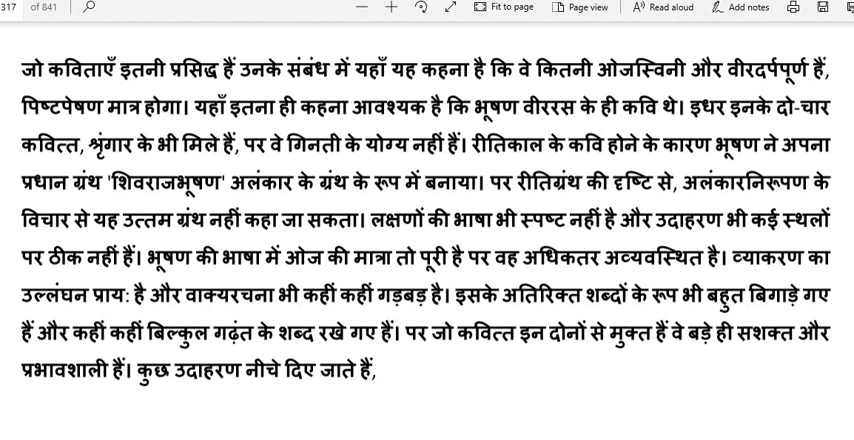 317 of 841 Fit to page Page view Read aloud Add notes
जो कविताएँ इतनी प्रसिद्ध हैं उनके संबंध में यहाँ यह कहना है कि वे कितनी ओजस्विनी और वीरदर्पपूर्ण हैं,
पिष्टपेषण मात्र होगा। यहाँ इतना ही कहना आवश्यक है कि भूषण वीररस के ही कवि थे। इधर इनके दो-चार
कवित्त, श्रृंगार के भी मिले हैं, पर वे गिनती के योग्य नहीं हैं। रीतिकाल के कवि होने के कारण भूषण ने अपना
प्रधान ग्रंथ 'शिवराजभूषण' अलंकार के ग्रंथ के रूप में बनाया। पर रीतिग्रंथ की दृष्टि से, अलंकारनिरूपण के
विचार से यह उत्तम ग्रंथ नहीं कहा जा सकता। लक्षणों की भाषा भी स्पष्ट नहीं है और उदाहरण भी कई स्थलों
पर ठीक नहीं हैं। भूषण की भाषा में ओज की मात्रा तो पूरी है पर वह अधिकतर अव्यवस्थित है। व्याकरण का
उल्लंघन प्राय: है और वाक्यरचना भी कहीं कहीं गड़बड़ है। इसके अतिरिक्त शब्दों के रूप भी बहुत बिगाड़े गए
हैं और कहीं कहीं बिल्कुल गढ़ंत के शब्द रखे गए हैं। पर जो कवित्त इन दोनों से मुक्त हैं वे बड़े ही सशक्त और
प्रभावशाली हैं। कुछ उदाहरण नीचे दिए जाते हैं,